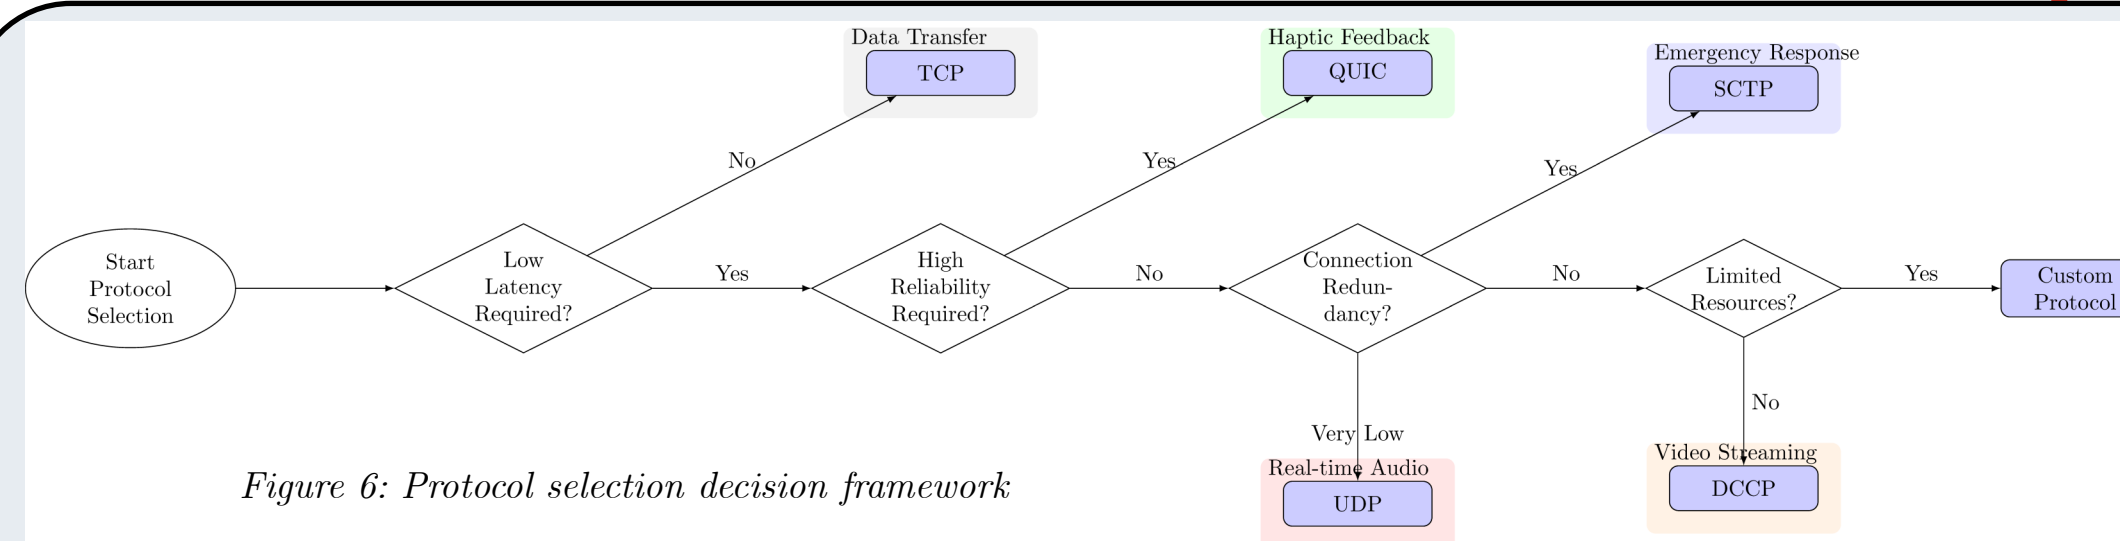 Data Transfer
TCP
Haptic Feedback
QUIC
Emergency Response
SCTP
No
Yes
Yes
Start
Protocol
Selection
Low
Latency
Required?
Yes
High
Reliability
Required?
No
Connection
Redun-
dancy?
No
Limited
Resources?
Yes
Custom
Protocol
No
Very Low
Real-time Audio
UDP
Video Streaming
DCCP
Figure 6: Protocol selection decision framework